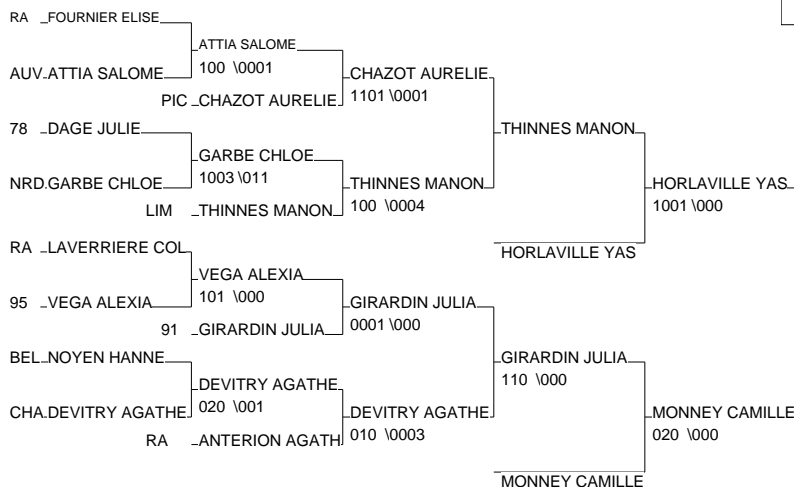 RA FOURNIER ELISE
ATTIA SALOME
100 \0001
AUV. ATTIA SALOME
CHAZOT AURELIE
1101 \0001
PIC CHAZOT AURELIE
78 DAGE JULIE
THINNES MANON
GARBE CHLOE
1003 \011
NRD. GARBE CHLOE
THINNES MANON
100 \0004
HORLAVILLE YAS
1001 \000
LIM THINNES MANON
RA LAVERRIERE COL
HORLAVILLE YAS
VEGA ALEXIA
101 \000
95 VEGA ALEXIA
GIRARDIN JULIA
0001 \000
91 GIRARDIN JULIA
BEL NOYEN HANNE
GIRARDIN JULIA
110 \000
DEVITRY AGATHE
020 \001
CHA. DEVITRY AGATHE
DEVITRY AGATHE
010 \0003
MONNEY CAMILLE
020 \000
RA ANTERION AGATH
MONNEY CAMILLE